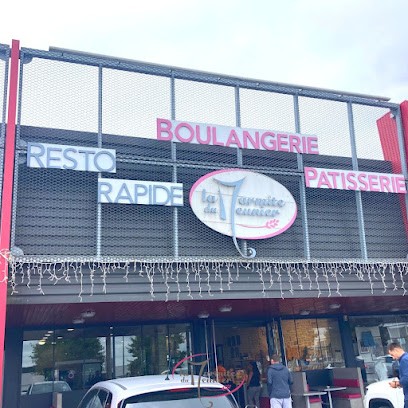 BOULANGERIE
RESTO
RAPIDE
PATISSERIE
la Marmite
du Meunier